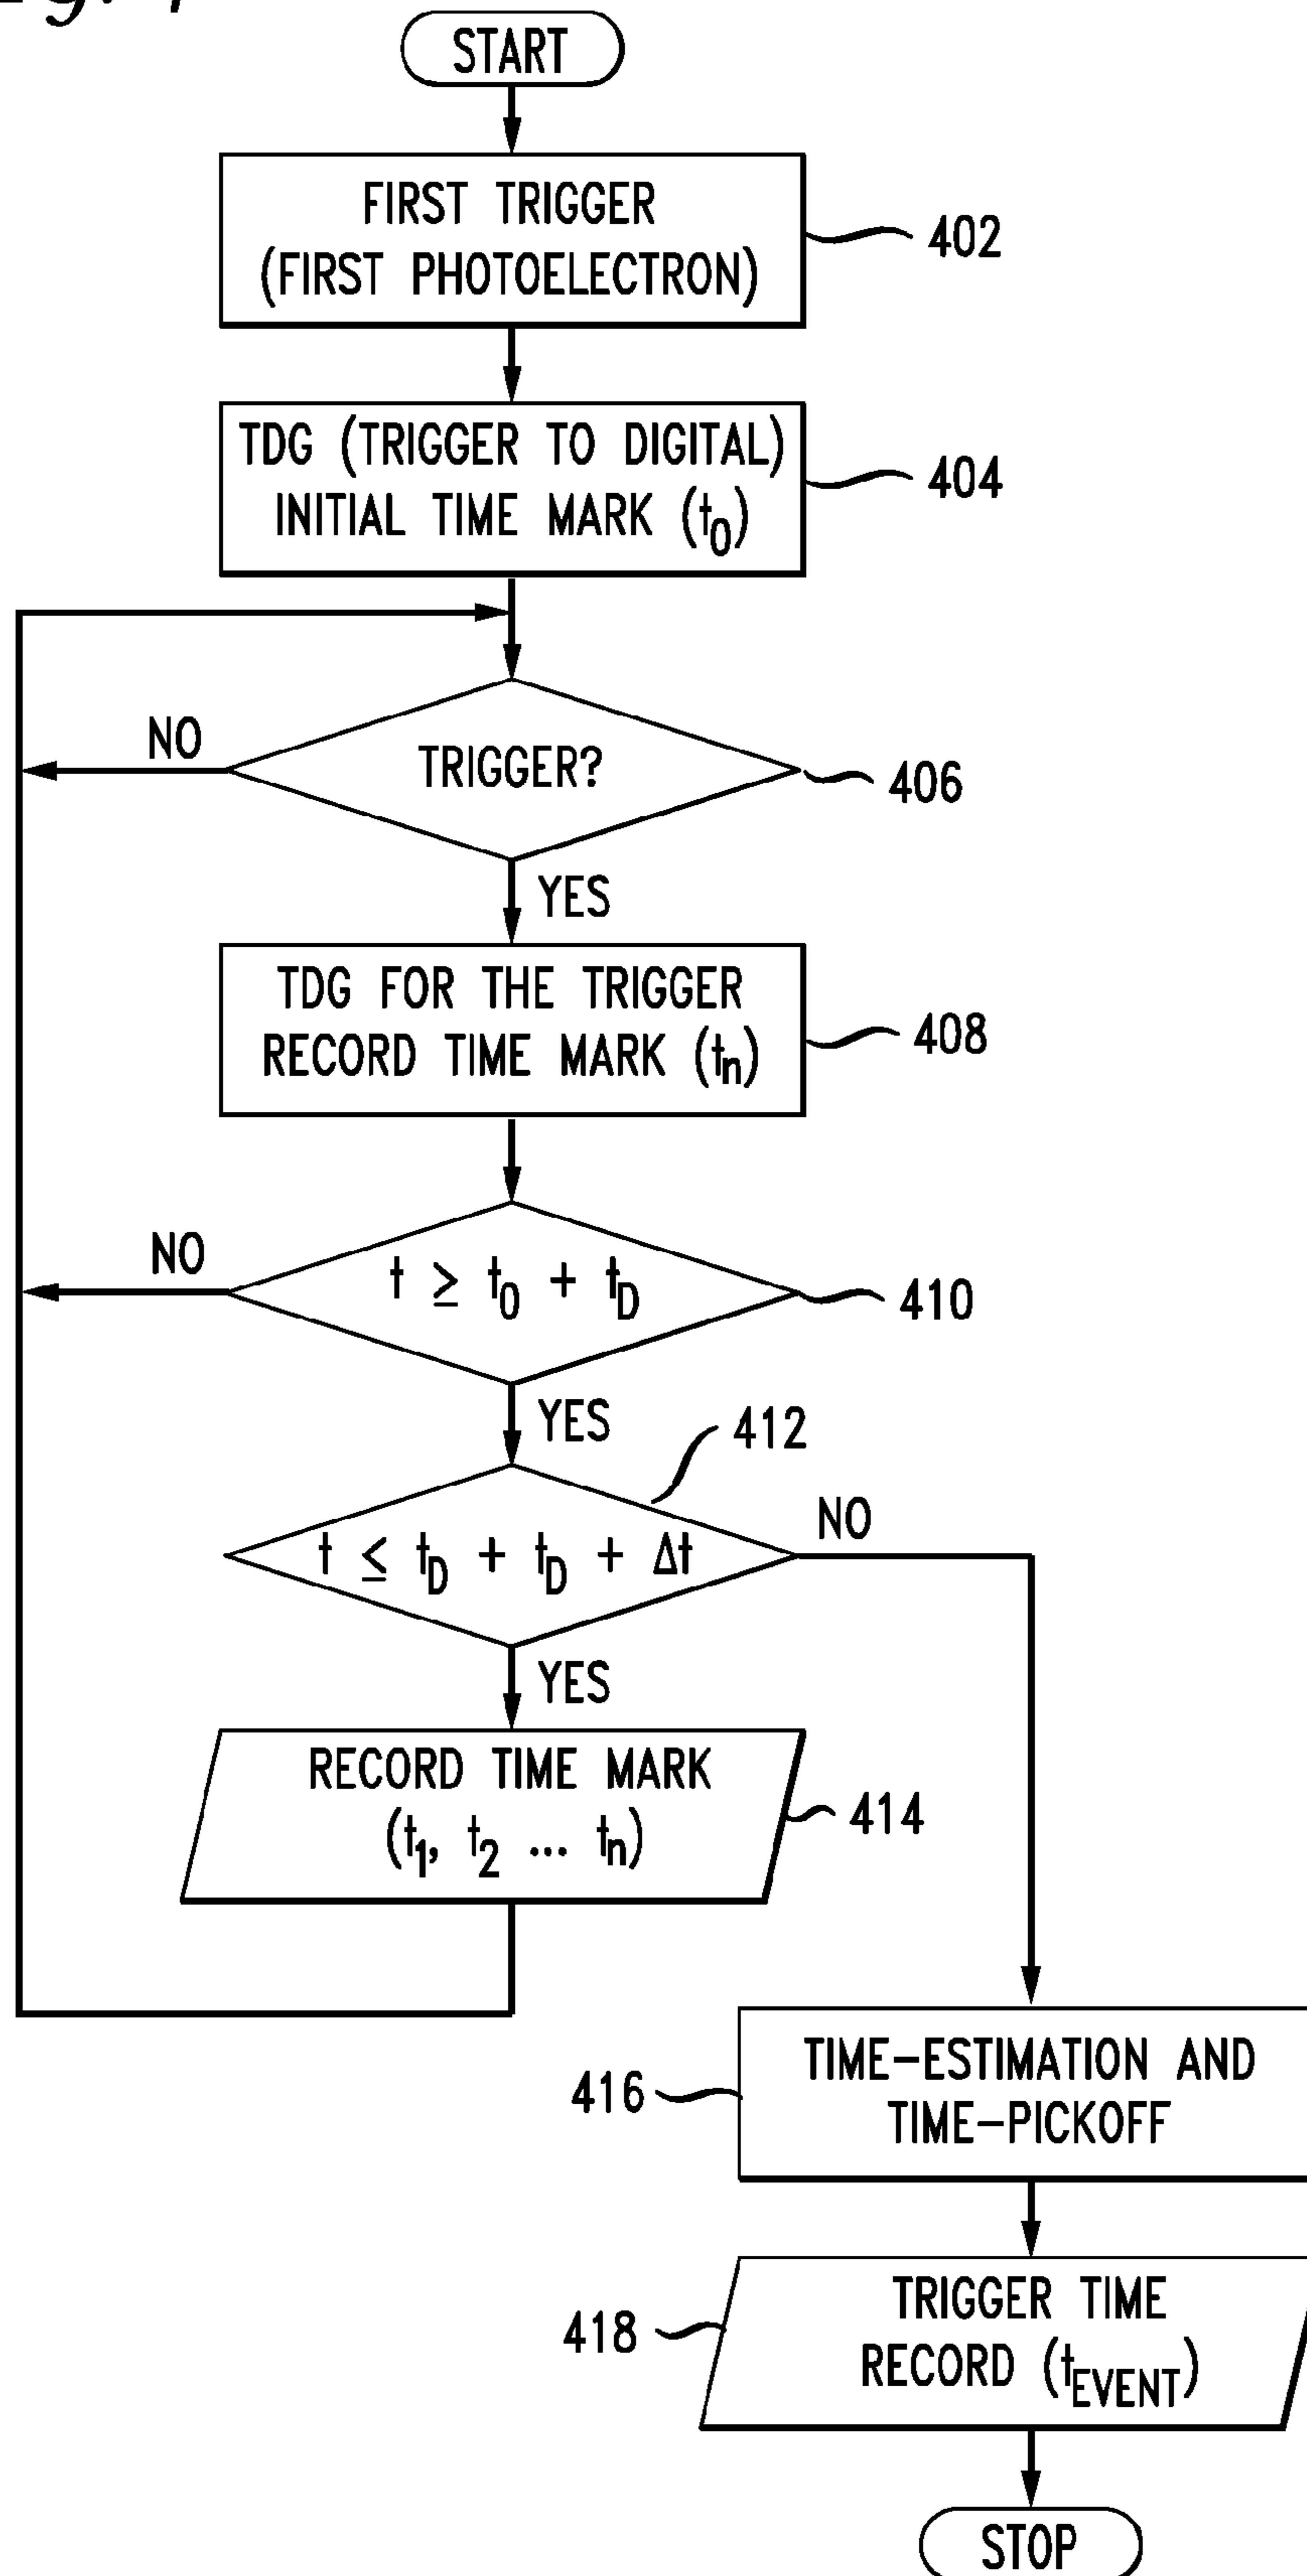 START
FIRST TRIGGER
(FIRST PHOTOELECTRON)
402
TDG (TRIGGER TO DIGITAL)
INITIAL TIME MARK (t0)
404
TRIGGER?
NO
406
YES
TDG FOR THE TRIGGER
RECORD TIME MARK (tn)
408
NO
t ≥ t0 + tD
410
YES
412
t ≤ tD + tD + Δt
NO
YES
RECORD TIME MARK
(t1, t2 ... tn)
414
TIME-ESTIMATION AND
TIME-PICKOFF
416
TRIGGER TIME
RECORD (tEVENT)
418
STOP